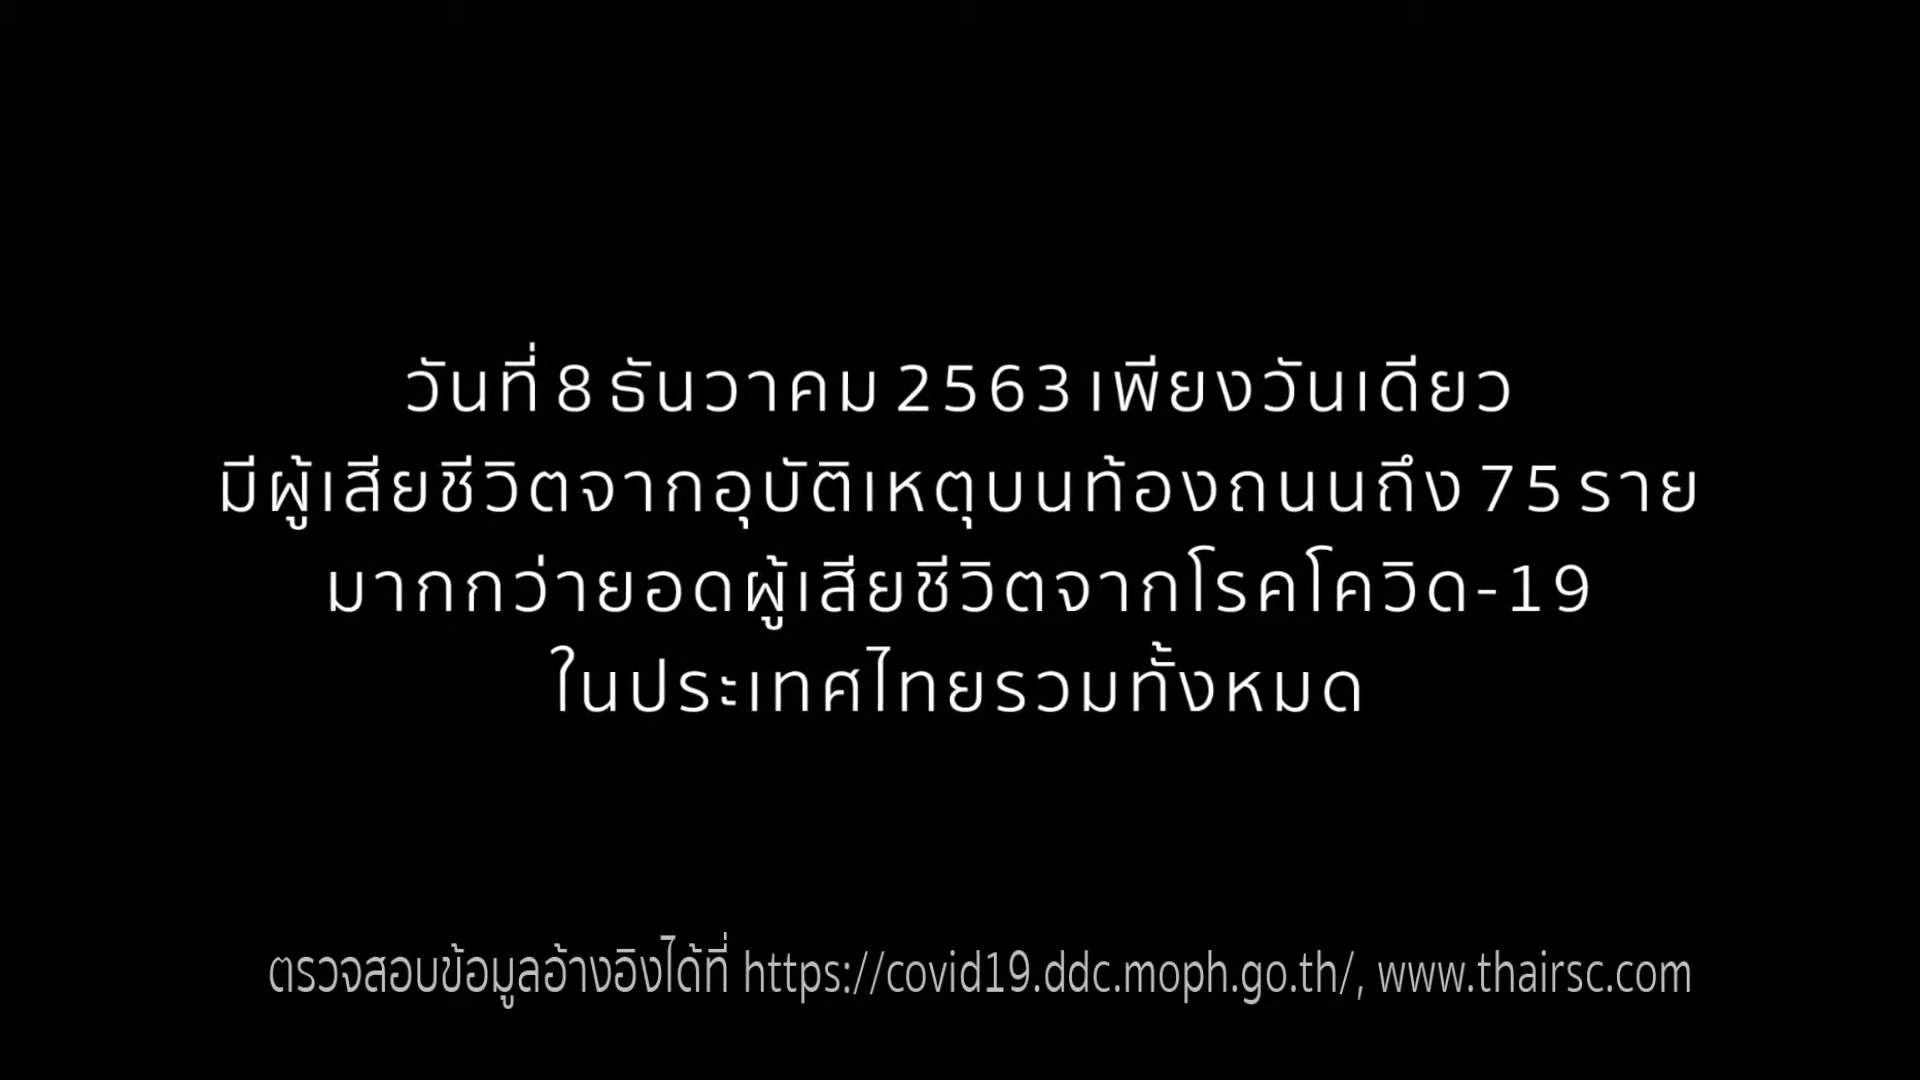 วันที่ 8 ธันวาคม 2563 เพียงวันเดียว
มีผู้เสียชีวิตจากอุบัติเหตุบนท้องถนนถึง 75 ราย
มากกว่ายอดผู้เสียชีวิตจากโรคโควิด-19
ในประเทศไทยรวมทั้งหมด
ตรวจสอบข้อมูลอ้างอิงได้ที่ https://covid19.ddc.moph.go.th/, www.thairsc.com